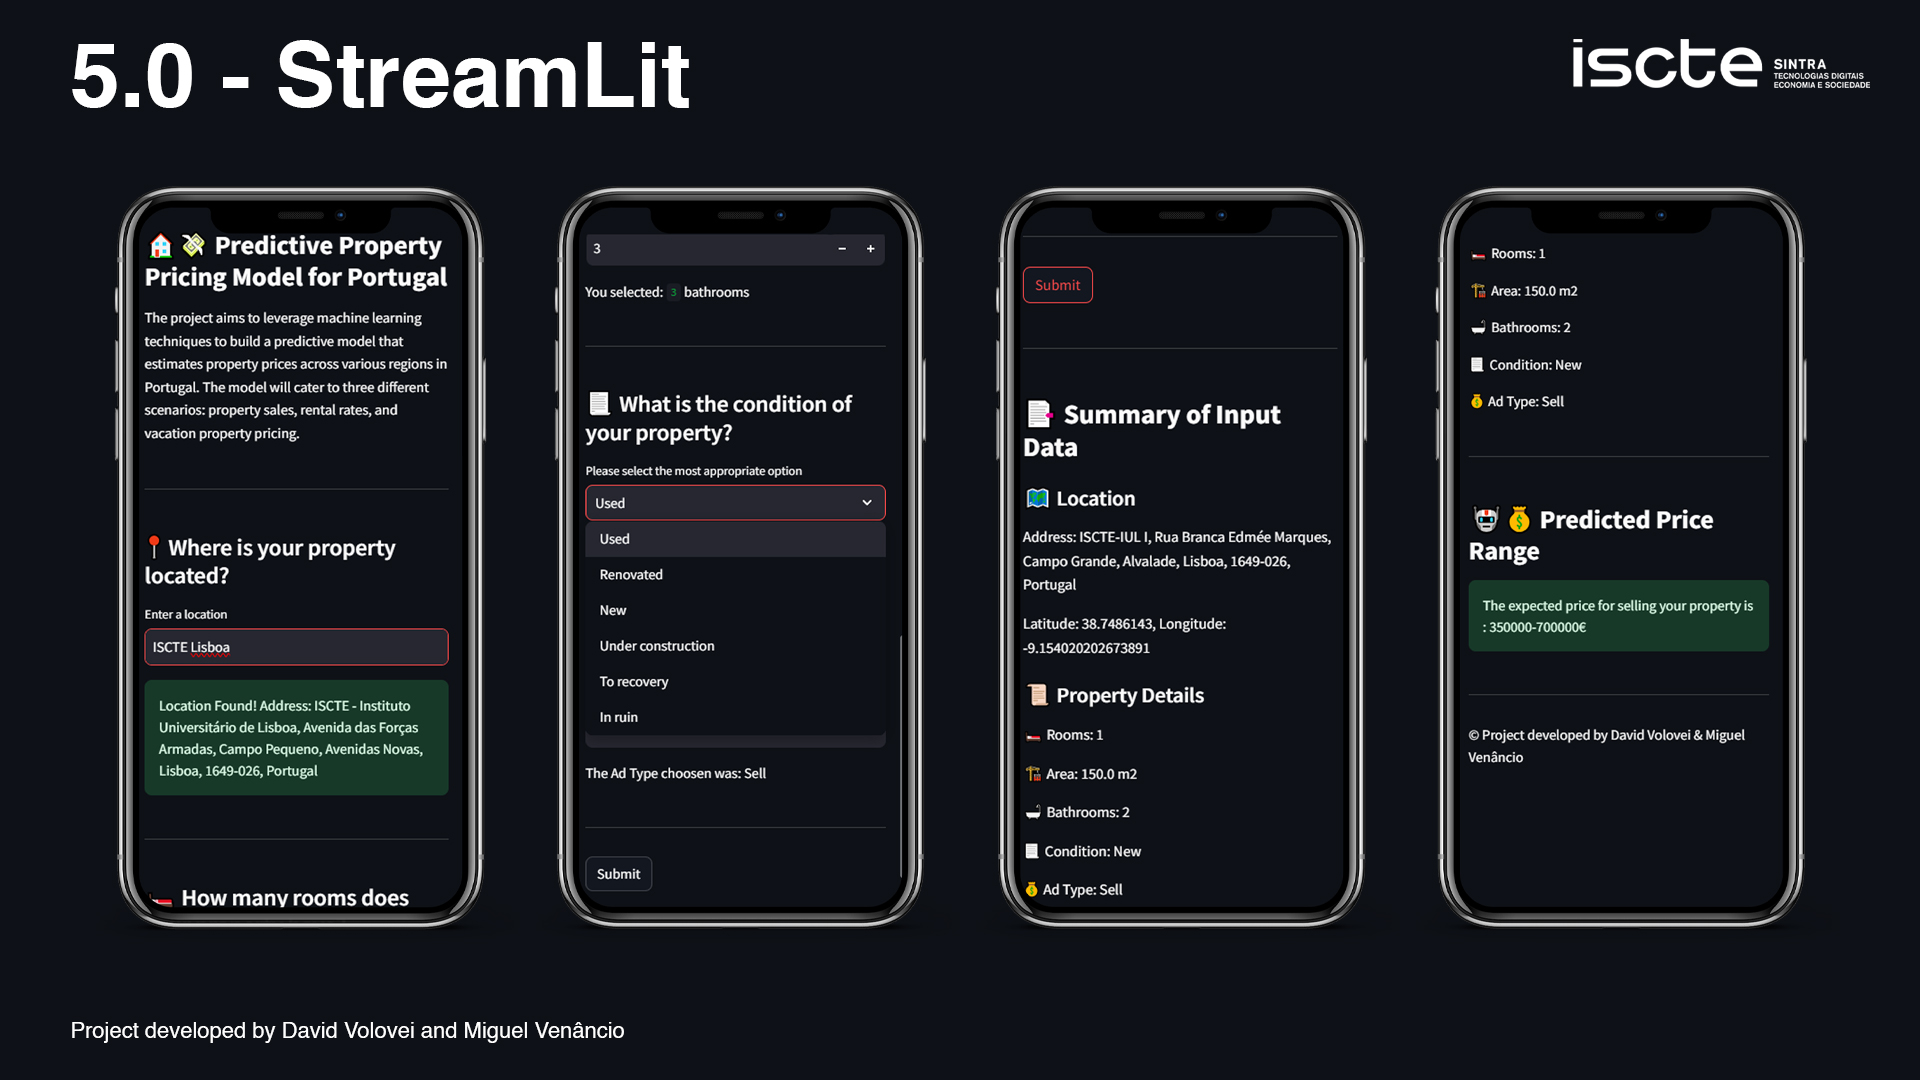 5.0 - StreamLit
iscte
SINTRA
TECNOLOGIAS DIGITAIS
ECONOMIA E SOCIEDADE
Predictive Property
Pricing Model for Portugal
The project aims to leverage machine learning
techniques to build a predictive model that
estimates property prices across various regions in
Portugal. The model will cater to three different
scenarios: property sales, rental rates, and
vacation property pricing.
Where is your property
located?
Enter a location
ISCTE Lisboa
Location Found! Address: ISCTE - Instituto
Universitário de Lisboa, Avenida das Forças
Armadas, Campo Pequeno, Avenidas Novas,
Lisboa, 1649-026, Portugal
How many rooms does
3
− +
You selected: 3 bathrooms
What is the condition of
your property?
Please select the most appropriate option
Used
Used
Renovated
New
Under construction
To recovery
In ruin
The Ad Type choosen was: Sell
Submit
Submit
Summary of Input
Data
Location
Address: ISCTE-IUL I, Rua Branca Edmée Marques,
Campo Grande, Alvalade, Lisboa, 1649-026,
Portugal
Latitude: 38.7486143, Longitude:
-9.154020202673891
Property Details
Rooms: 1
Area: 150.0 m2
Bathrooms: 2
Condition: New
Ad Type: Sell
Rooms: 1
Area: 150.0 m2
Bathrooms: 2
Condition: New
Ad Type: Sell
Predicted Price
Range
The expected price for selling your property is
: 350000-700000€
© Project developed by David Volovei & Miguel
Venâncio
Project developed by David Volovei and Miguel Venâncio